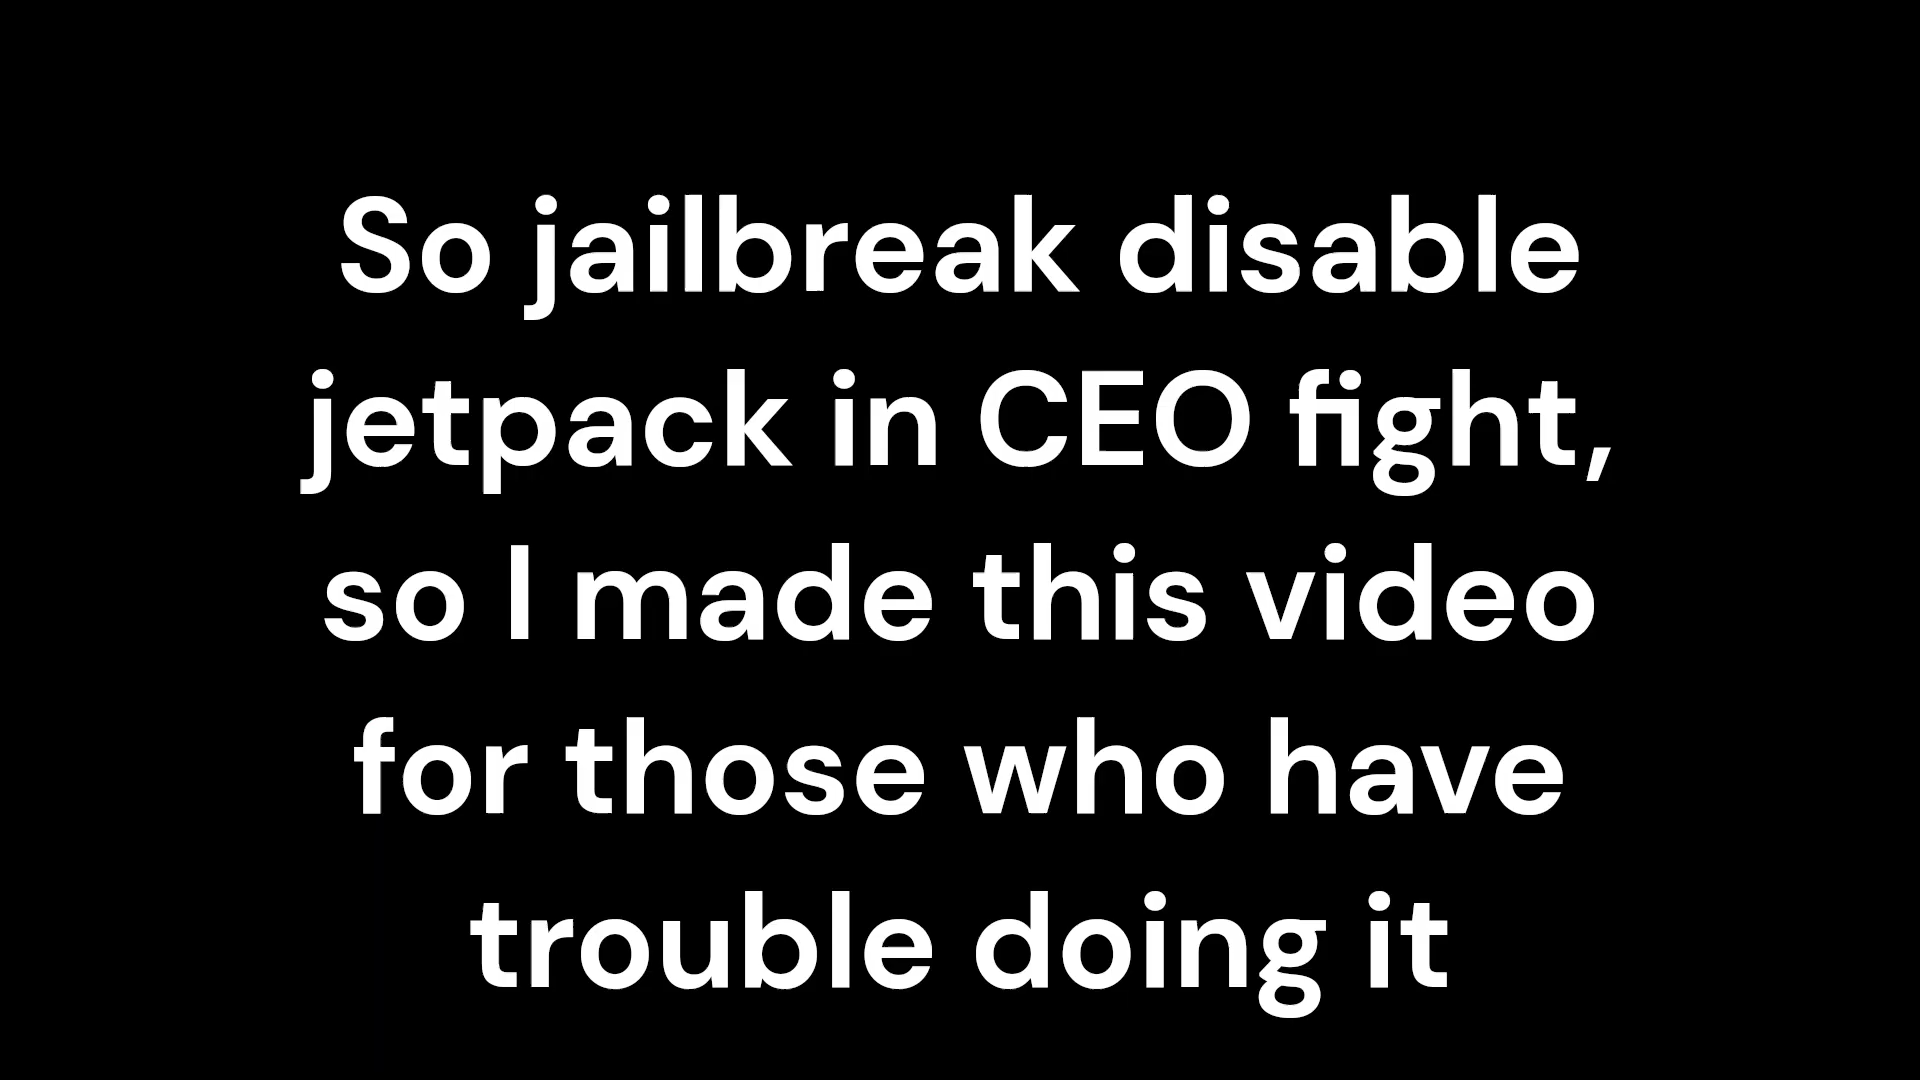 So jailbreak disable
jetpack in CEO fight,
so I made this video
for those who have
trouble doing it